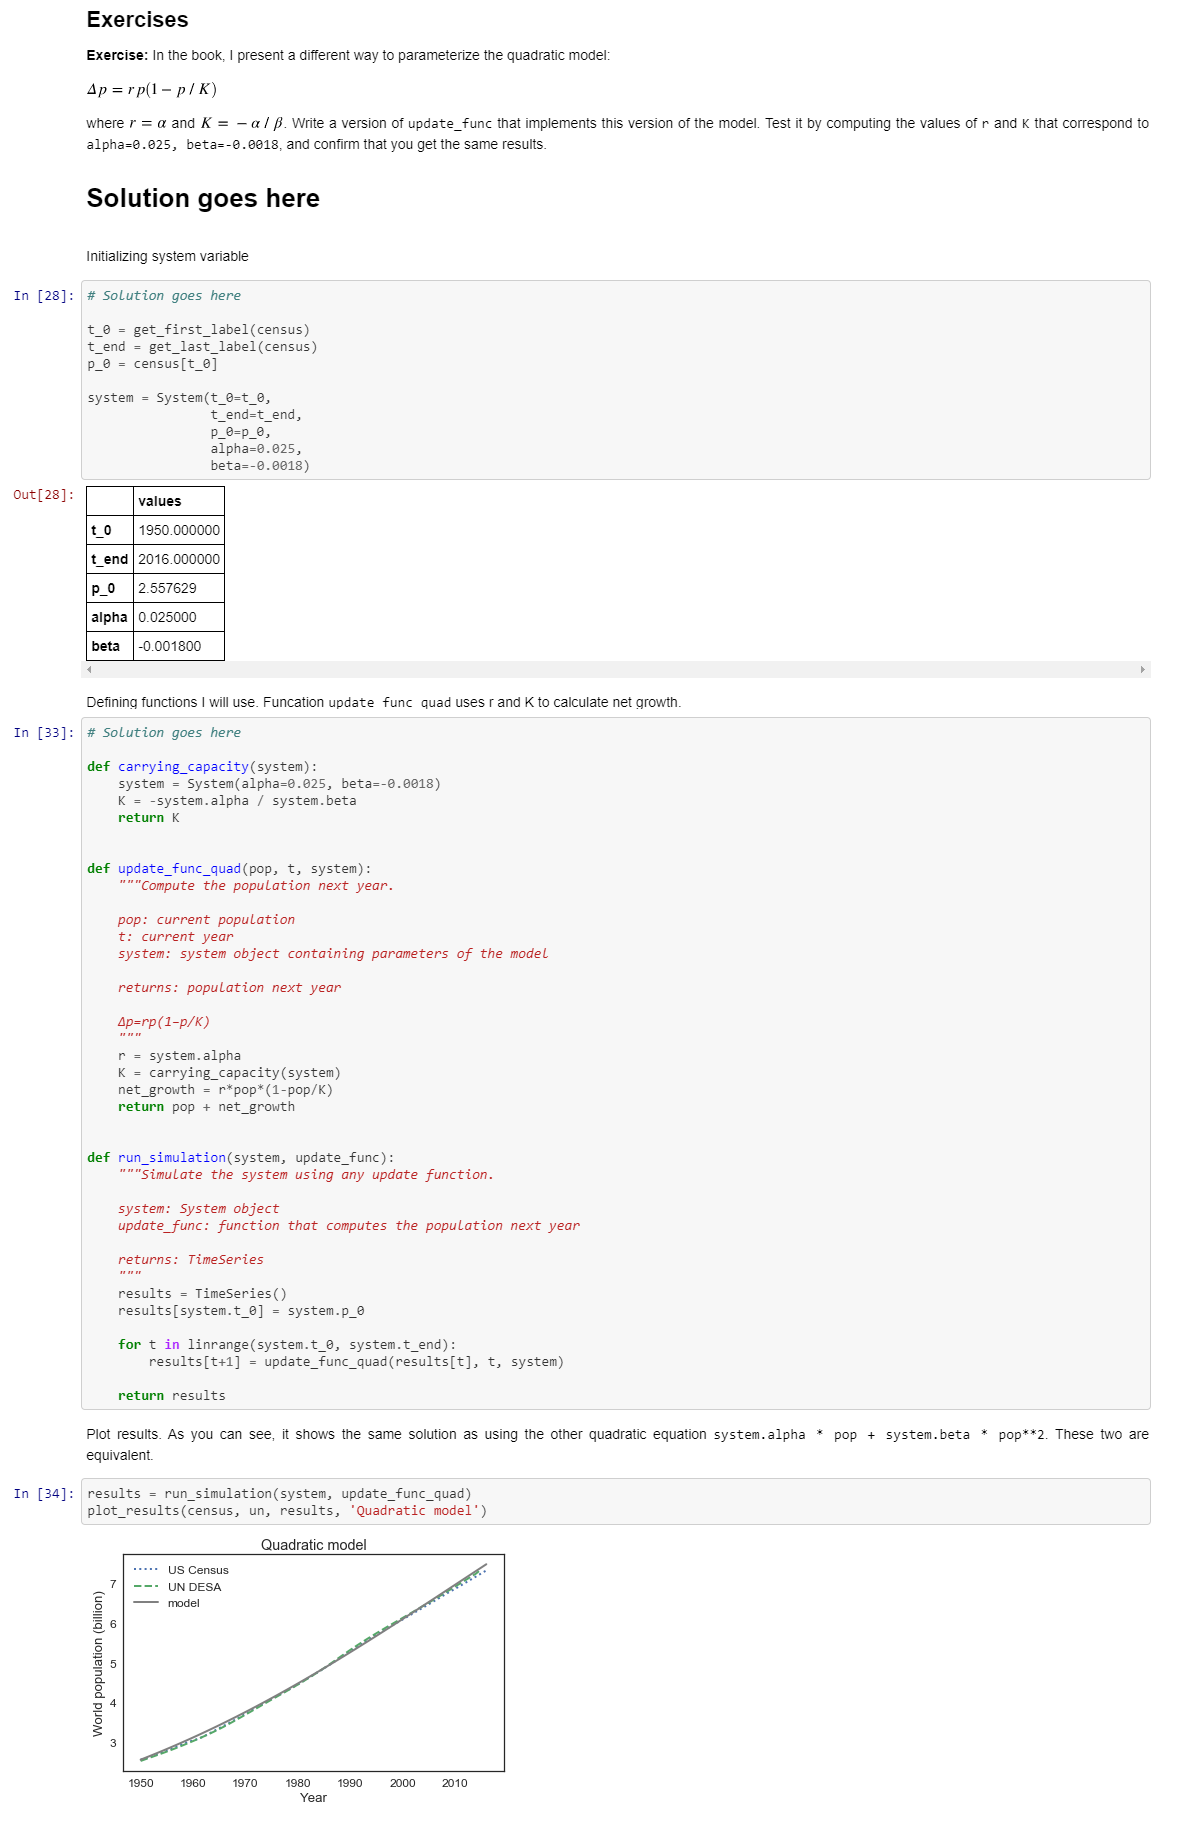 Exercises
Exercise: In the book, I present a different way to parameterize the quadratic model:
Δp = rp(1 − p / K)
where r = α and K = − α / β. Write a version of update_func that implements this version of the model. Test it by computing the values of r and K that correspond to
alpha=0.025, beta=-0.0018, and confirm that you get the same results.
Solution goes here
Initializing system variable
In [28]: # Solution goes here
t_0 = get_first_label(census)
t_end = get_last_label(census)
p_0 = census[t_0]
system = System(t_0=t_0,
t_end=t_end,
p_0=p_0,
alpha=0.025,
beta=-0.0018)
Out[28]:
values
t_0 1950.000000
t_end 2016.000000
p_0 2.557629
alpha 0.025000
beta -0.001800
Defining functions I will use. Funcation update func quad uses r and K to calculate net growth.
In [33]: # Solution goes here
def carrying_capacity(system):
system = System(alpha=0.025, beta=-0.0018)
K = -system.alpha / system.beta
return K
def update_func_quad(pop, t, system):
"""Compute the population next year.
pop: current population
t: current year
system: system object containing parameters of the model
returns: population next year
Δp=rp(1−p/K)
"""
r = system.alpha
K = carrying_capacity(system)
net_growth = r*pop*(1-pop/K)
return pop + net_growth
def run_simulation(system, update_func):
"""Simulate the system using any update function.
system: System object
update_func: function that computes the population next year
returns: TimeSeries
"""
results = TimeSeries()
results[system.t_0] = system.p_0
for t in linrange(system.t_0, system.t_end):
results[t+1] = update_func_quad(results[t], t, system)
return results
Plot results. As you can see, it shows the same solution as using the other quadratic equation system.alpha * pop + system.beta * pop**2. These two are
equivalent.
In [34]: results = run_simulation(system, update_func_quad)
plot_results(census, un, results, 'Quadratic model')
Quadratic model
US Census
UN DESA
model
World population (billion)
7
6
5
4
3
1950 1960 1970 1980 1990 2000 2010
Year